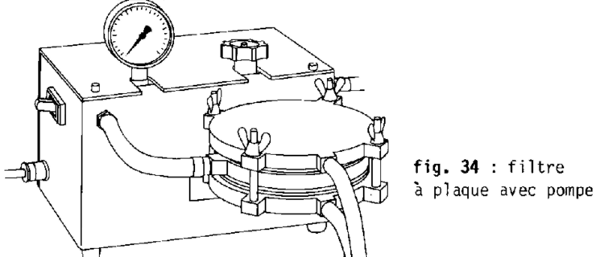 fig. 34 : filtre
à plaque avec pompe